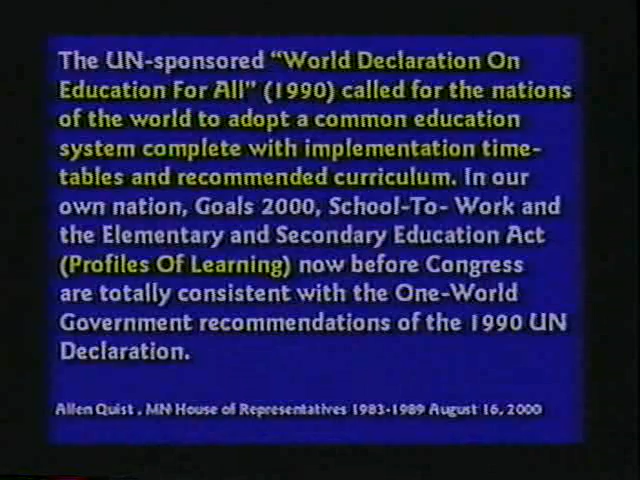 The UN-sponsored "World Declaration On
Education For All" (1990) called for the nations
of the world to adopt a common education
system complete with implementation time-
tables and recommended curriculum. In our
own nation, Goals 2000, School-To- Work and
the Elementary and Secondary Education Act
(Profiles Of Learning) now before Congress
are totally consistent with the One-World
Government recommendations of the 1990 UN
Declaration.
Allen Quist , MN House of Representatives 1983-1989 August 16, 2000